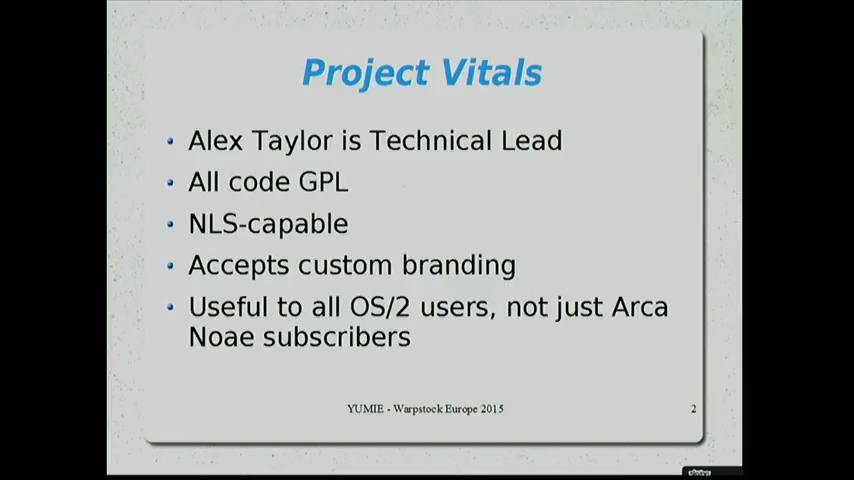 Project Vitals
Alex Taylor is Technical Lead
All code GPL
NLS-capable
Accepts custom branding
Useful to all OS/2 users, not just Arca
Noae subscribers
YUMIE - Warpstock Europe 2015
2